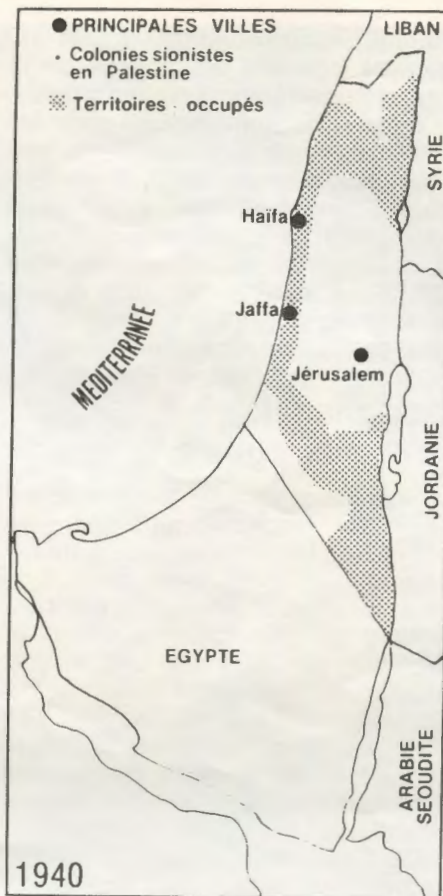 ● PRINCIPALES VILLES
• Colonies sionistes
en Palestine
Territoires occupés
LIBAN
SYRIE
Haïfa
Jaffa
MEDITERRANEE
Jérusalem
JORDANIE
EGYPTE
ARABIE
SEOUDITE
1940